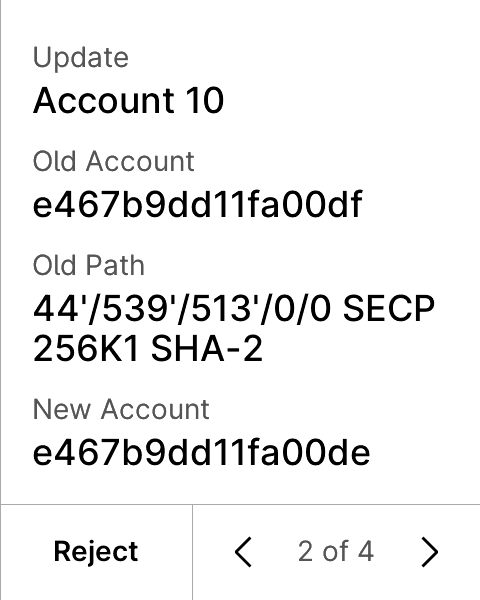 Update
Account 10
Old Account
e467b9dd11fa00df
Old Path
44'/539'/513'/0/0 SECP
256K1 SHA-2
New Account
e467b9dd11fa00de
Reject
2 of 4